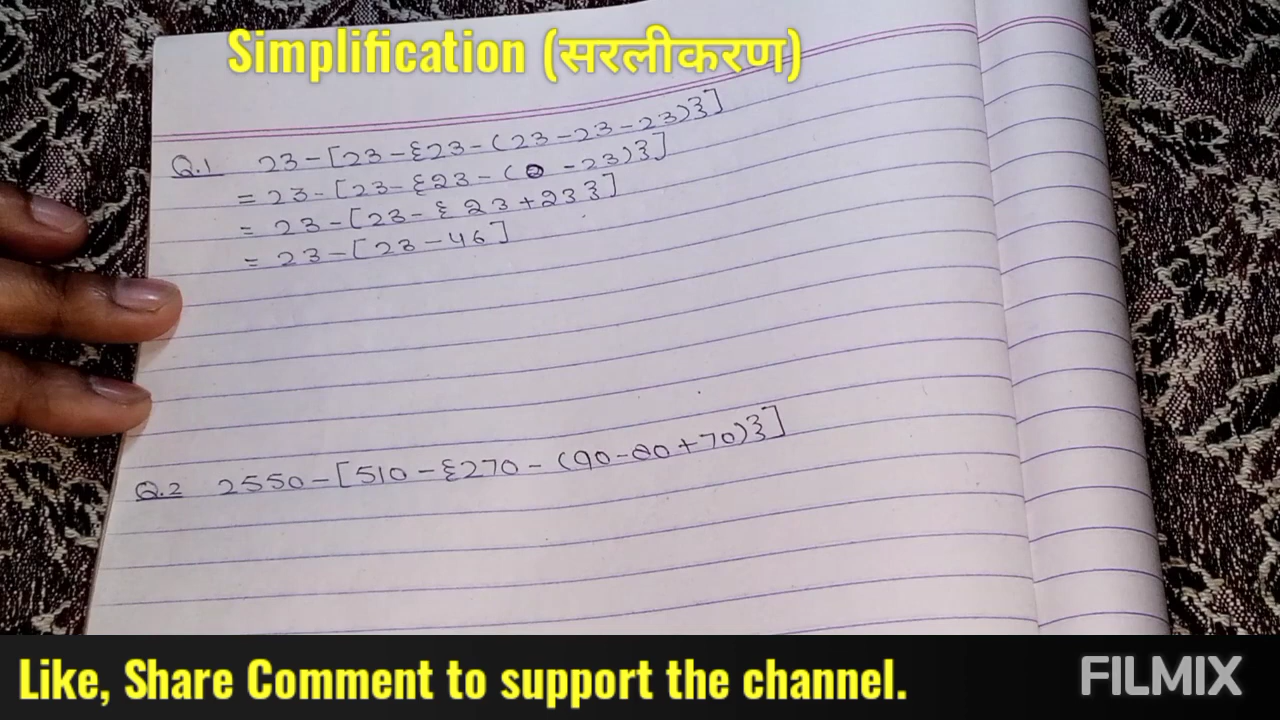 Simplification (सरलीकरण)
Q.1 23-[23-{23-(23-23-23)}]
= 23-[23-{23-(0-23)}]
= 23-[23-{23+23}]
= 23-[23-46]
Q.2 2550-[510-{270-(90-80+70)}]
Like, Share Comment to support the channel.
FILMIX